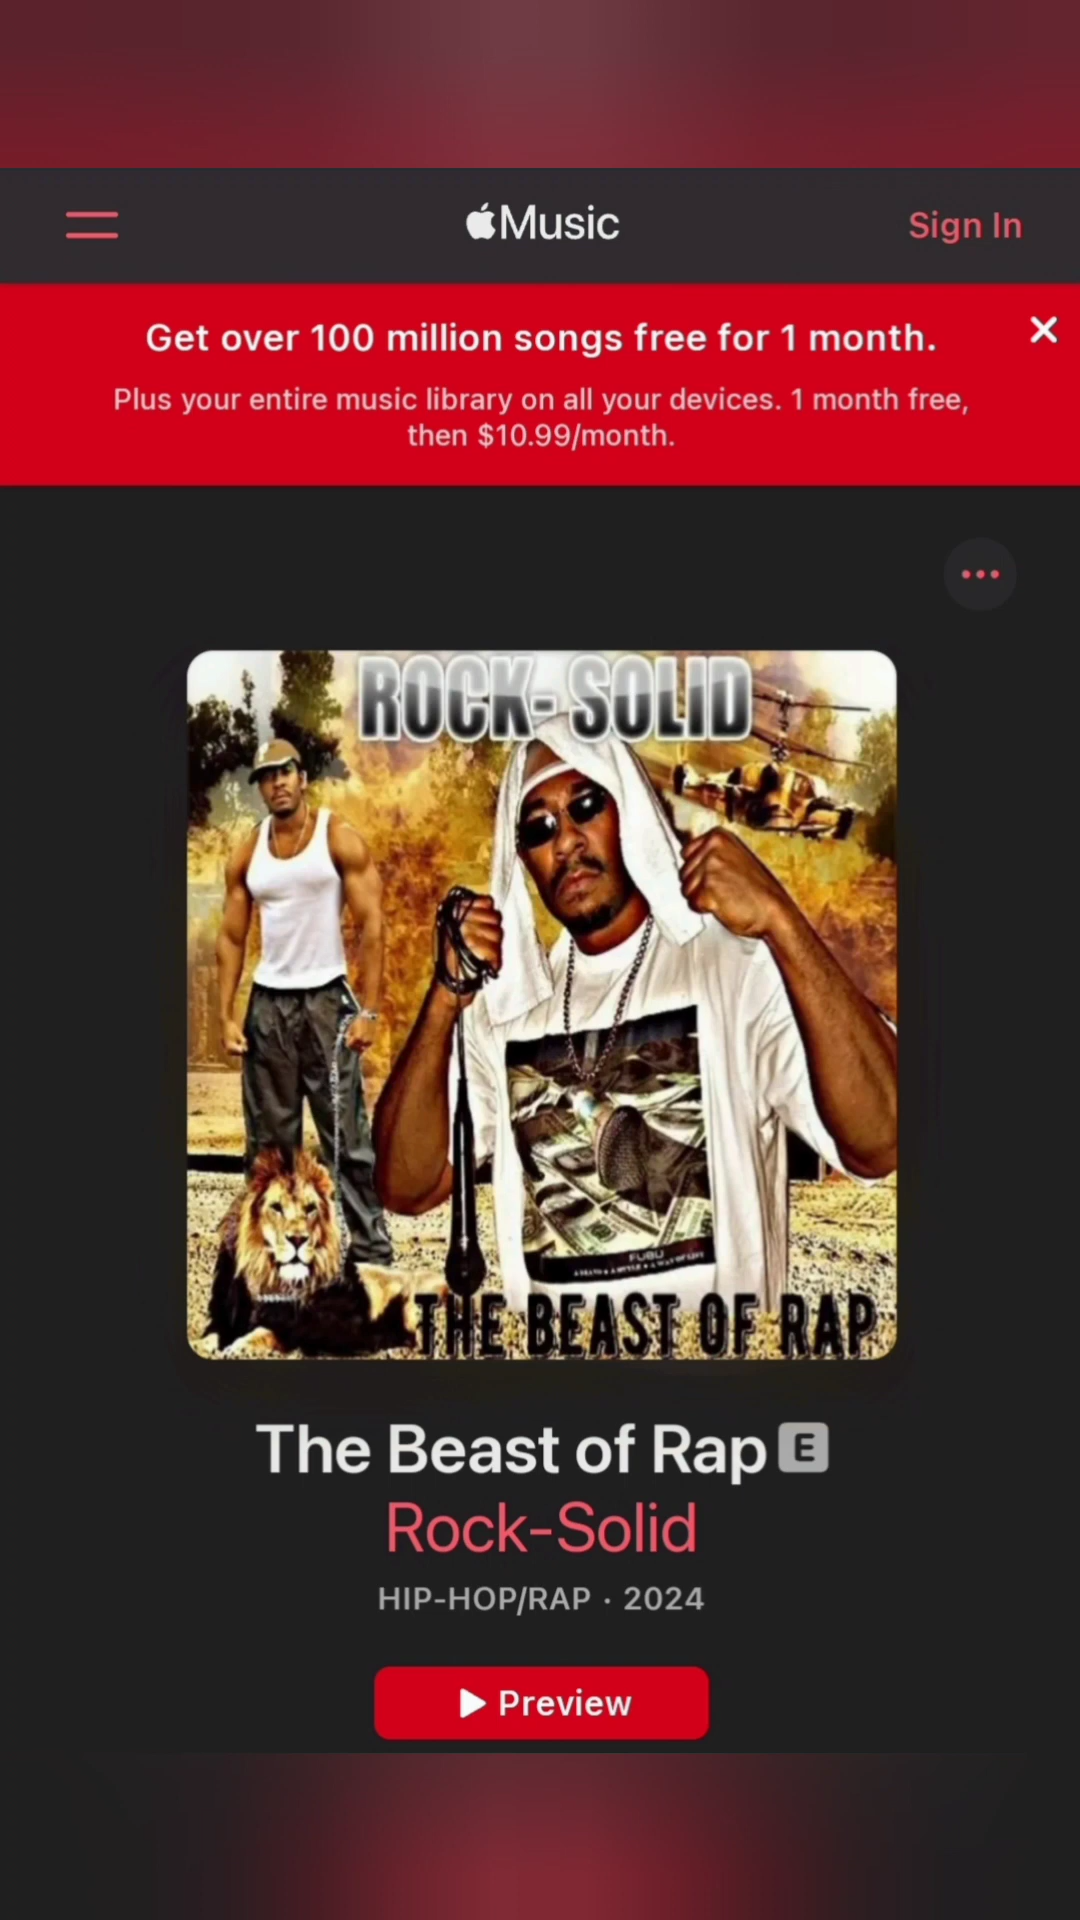 Music
Sign In
Get over 100 million songs free for 1 month.
Plus your entire music library on all your devices. 1 month free,
then $10.99/month.
ROCK- SOLID
FUBU
THE BEAST OF RAP
The Beast of Rap E
Rock-Solid
HIP-HOP/RAP · 2024
Preview